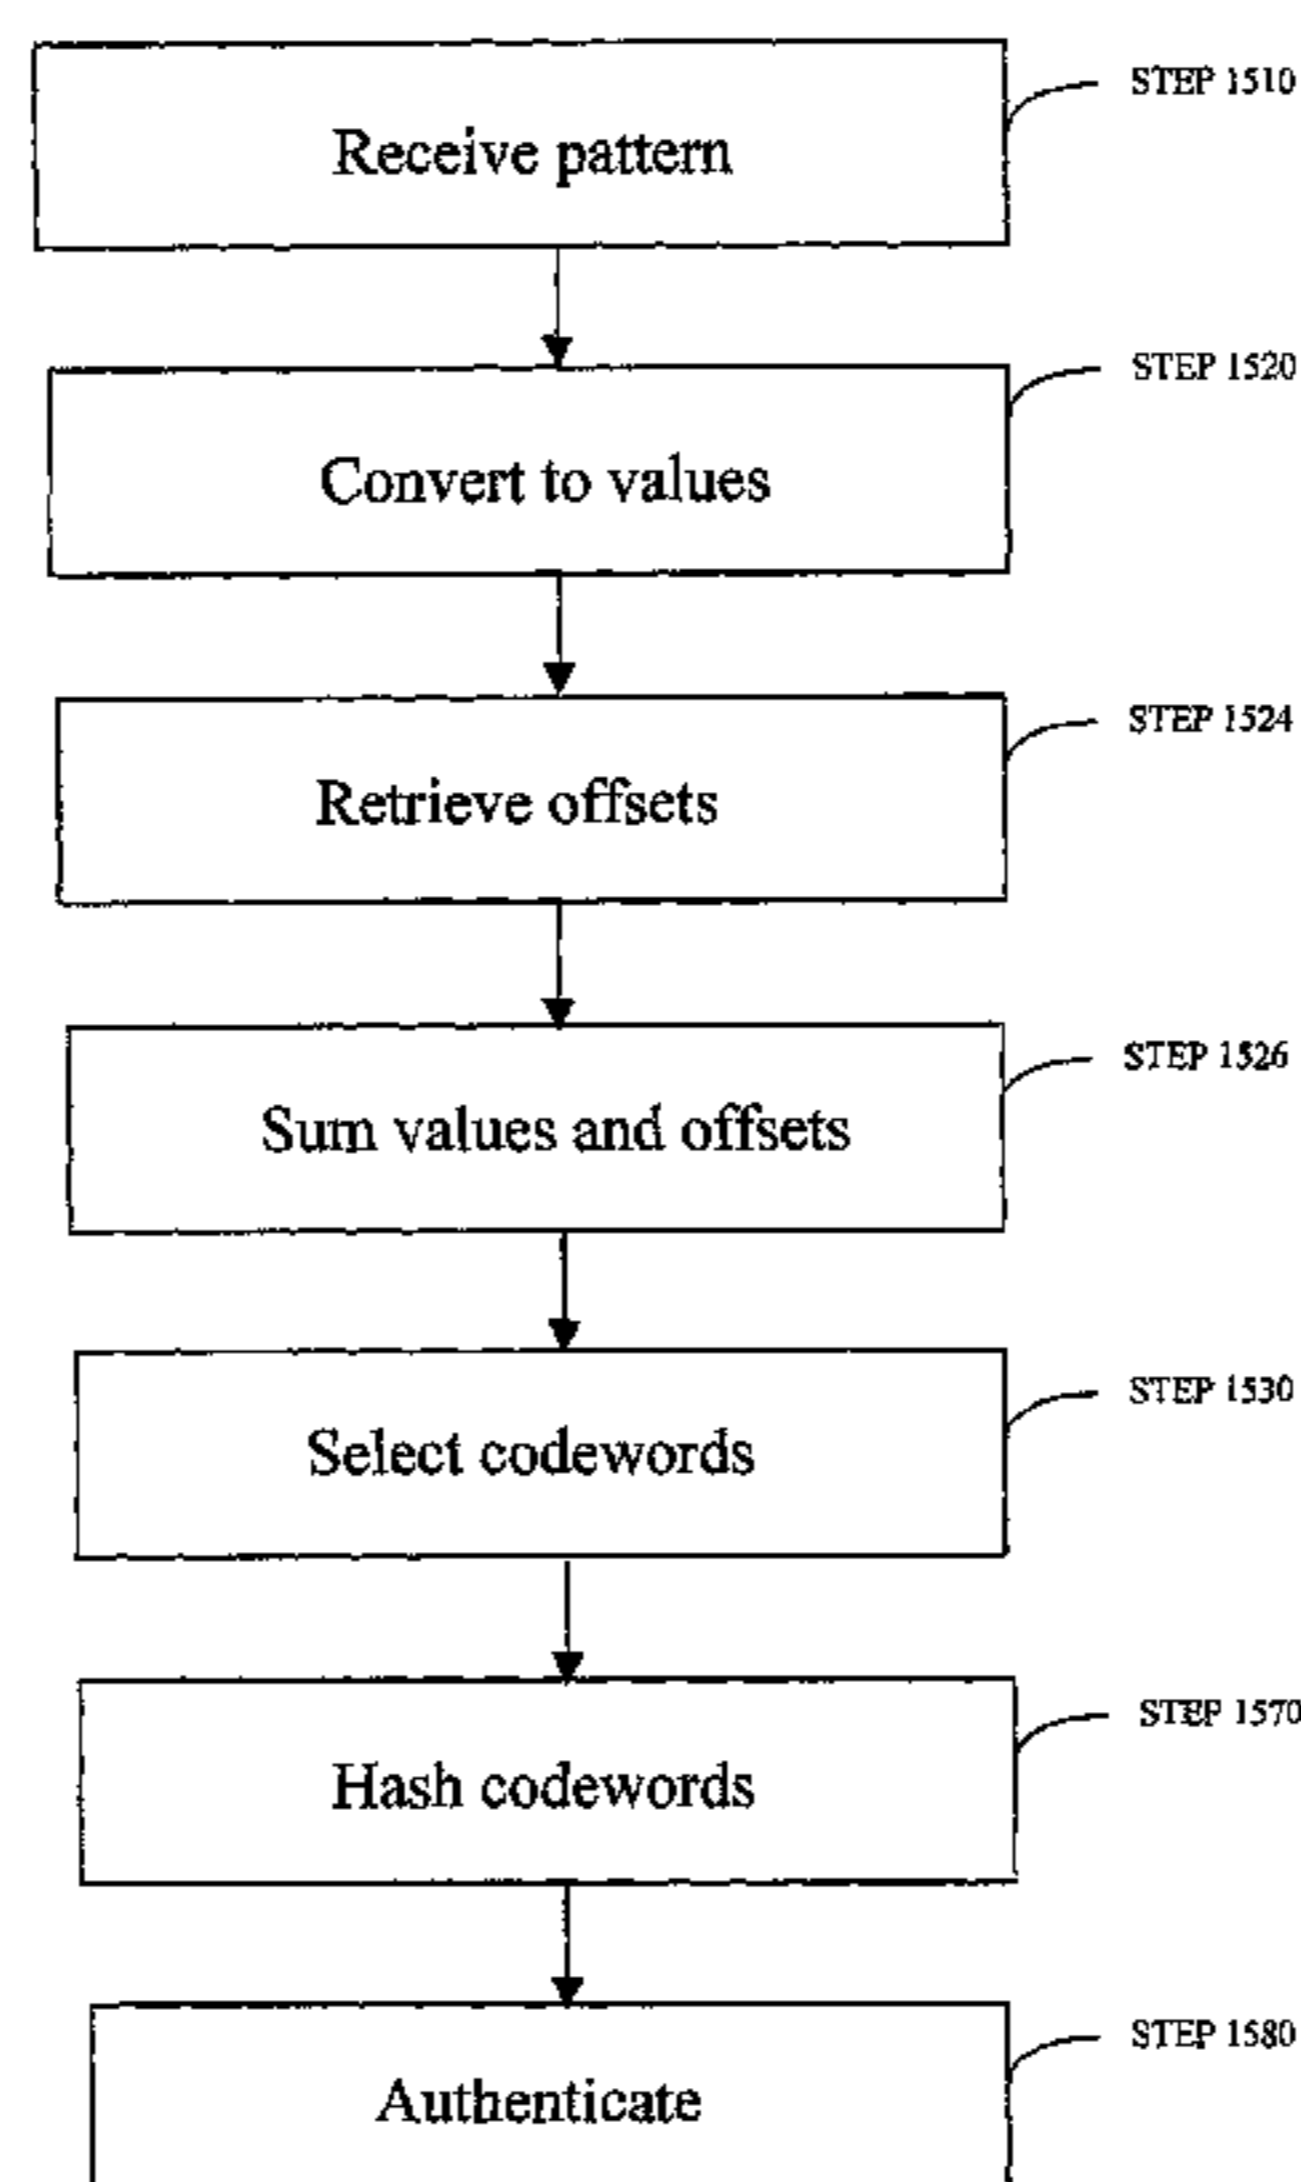 STEP 1510
Receive pattern
STEP 1520
Convert to values
STEP 1524
Retrieve offsets
STEP 1526
Sum values and offsets
STEP 1530
Select codewords
STEP 1570
Hash codewords
STEP 1580
Authenticate